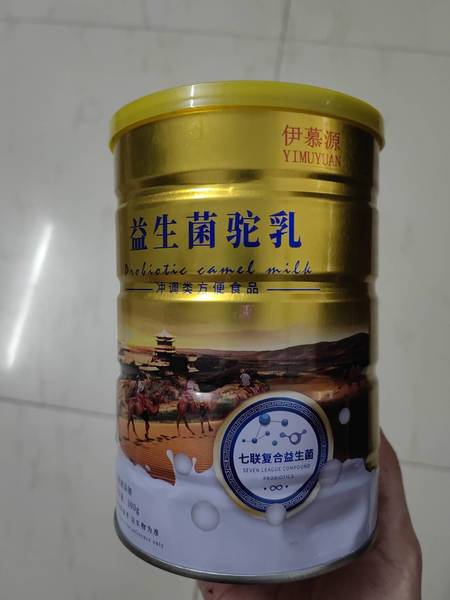 伊慕源
YIMUYUAN
益生菌驼乳
Probiotic camel milk
冲调类方便食品
七联复合益生菌
SEVEN LEAGUE COMPOUND
PROBIOTICS